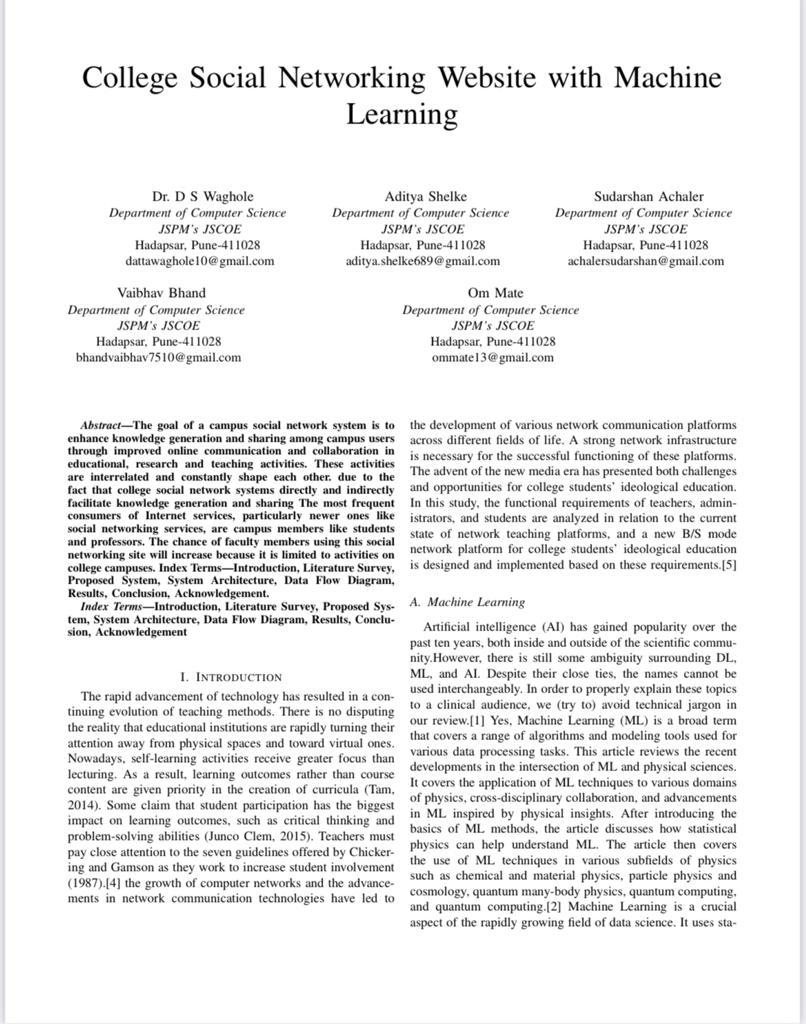 College Social Networking Website with Machine
Learning
Dr. D S Waghole
Department of Computer Science
JSPM's JSCOE
Hadapsar, Pune-411028
dattawaghole10@gmail.com
Aditya Shelke
Department of Computer Science
JSPM's JSCOE
Hadapsar, Pune-411028
aditya.shelke689@gmail.com
Sudarshan Achaler
Department of Computer Science
JSPM's JSCOE
Hadapsar, Pune-411028
achalersudarshan@gmail.com
Vaibhav Bhand
Department of Computer Science
JSPM's JSCOE
Hadapsar, Pune-411028
bhandvaibhav7510@gmail.com
Om Mate
Department of Computer Science
JSPM's JSCOE
Hadapsar, Pune-411028
ommate13@gmail.com
Abstract—The goal of a campus social network system is to
enhance knowledge generation and sharing among campus users
through improved online communication and collaboration in
educational, research and teaching activities. These activities
are interrelated and constantly shape each other. due to the
fact that college social network systems directly and indirectly
facilitate knowledge generation and sharing The most frequent
consumers of Internet services, particularly newer ones like
social networking services, are campus members like students
and professors. The chance of faculty members using this social
networking site will increase because it is limited to activities on
college campuses. Index Terms—Introduction, Literature Survey,
Proposed System, System Architecture, Data Flow Diagram,
Results, Conclusion, Acknowledgement.
Index Terms—Introduction, Literature Survey, Proposed Sys-
tem, System Architecture, Data Flow Diagram, Results, Conclu-
sion, Acknowledgement
I. INTRODUCTION
The rapid advancement of technology has resulted in a con-
tinuing evolution of teaching methods. There is no disputing
the reality that educational institutions are rapidly turning their
attention away from physical spaces and toward virtual ones.
Nowadays, self-learning activities receive greater focus than
lecturing. As a result, learning outcomes rather than course
content are given priority in the creation of curricula (Tam,
2014). Some claim that student participation has the biggest
impact on learning outcomes, such as critical thinking and
problem-solving abilities (Junco Clem, 2015). Teachers must
pay close attention to the seven guidelines offered by Chicker-
ing and Gamson as they work to increase student involvement
(1987).[4] the growth of computer networks and the advance-
ments in network communication technologies have led to
the development of various network communication platforms
across different fields of life. A strong network infrastructure
is necessary for the successful functioning of these platforms.
The advent of the new media era has presented both challenges
and opportunities for college students' ideological education.
In this study, the functional requirements of teachers, admin-
istrators, and students are analyzed in relation to the current
state of network teaching platforms, and a new B/S mode
network platform for college students' ideological education
is designed and implemented based on these requirements.[5]
A. Machine Learning
Artificial intelligence (AI) has gained popularity over the
past ten years, both inside and outside of the scientific commu-
nity.However, there is still some ambiguity surrounding DL,
ML, and AI. Despite their close ties, the names cannot be
used interchangeably. In order to properly explain these topics
to a clinical audience, we (try to) avoid technical jargon in
our review.[1] Yes, Machine Learning (ML) is a broad term
that covers a range of algorithms and modeling tools used for
various data processing tasks. This article reviews the recent
developments in the intersection of ML and physical sciences.
It covers the application of ML techniques to various domains
of physics, cross-disciplinary collaboration, and advancements
in ML inspired by physical insights. After introducing the
basics of ML methods, the article discusses how statistical
physics can help understand ML. The article then covers
the use of ML techniques in various subfields of physics
such as chemical and material physics, particle physics and
cosmology, quantum many-body physics, quantum computing,
and quantum computing.[2] Machine Learning is a crucial
aspect of the rapidly growing field of data science. It uses sta-